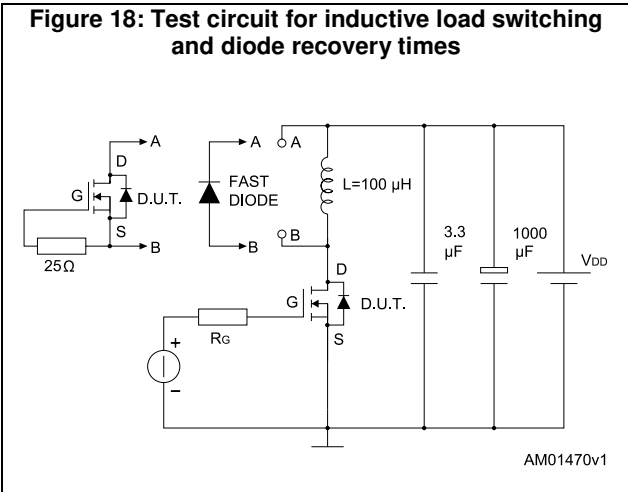 Figure 18: Test circuit for inductive load switching
and diode recovery times
A
D
G
D.U.T.
S
B
25Ω
A
FAST
DIODE
B
A
L=100 µH
B
D
G
D.U.T.
S
RG
+
-
3.3
µF
1000
µF
VDD
AM01470v1